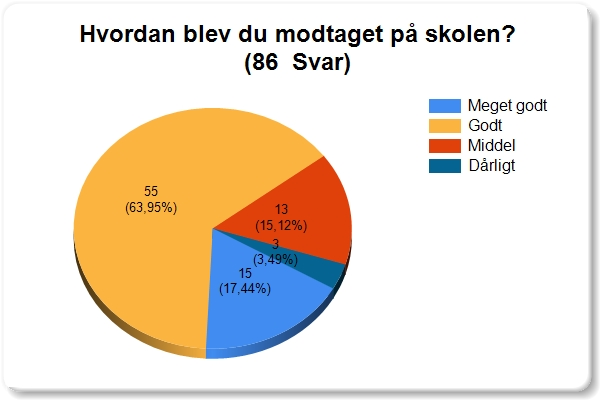 Hvordan blev du modtaget på skolen?
(86  Svar)
Meget godt
Godt
Middel
Dårligt
55
(63,95%)
13
(15,12%)
3
(3,49%)
15
(17,44%)